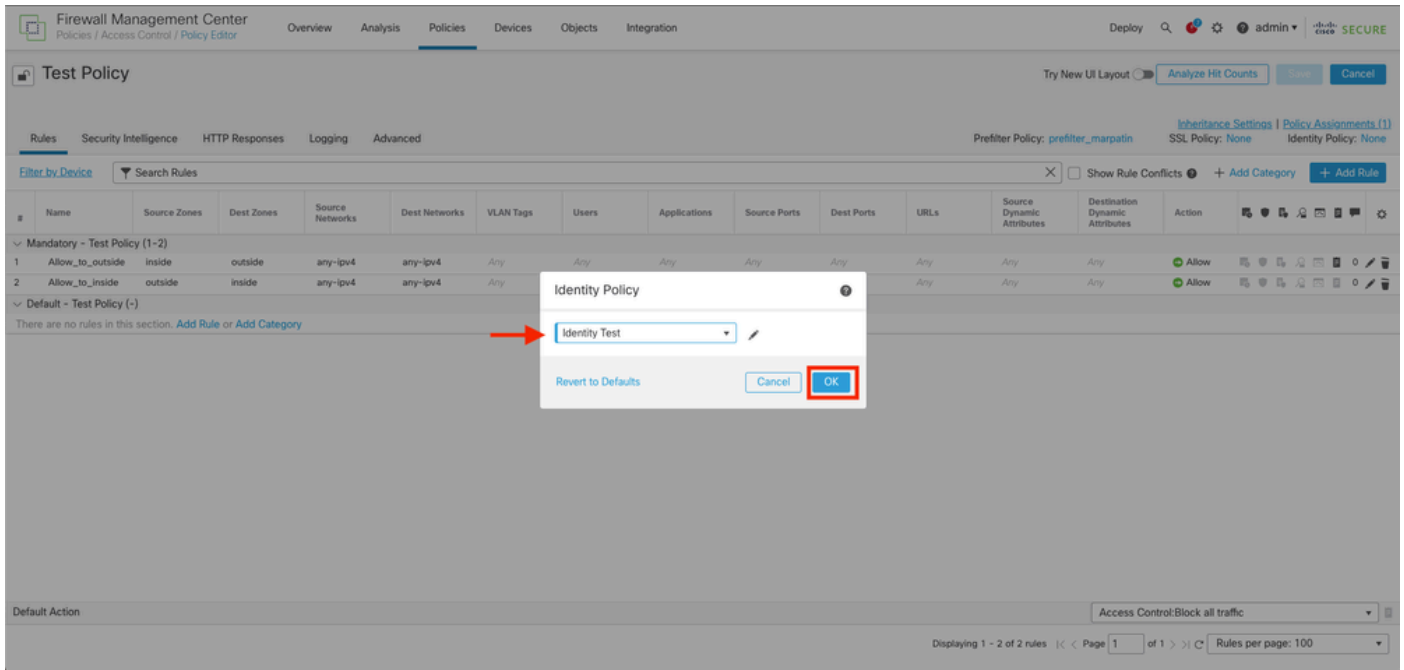 Firewall Management Center
Policies / Access Control / Policy Editor
Overview Analysis Policies Devices Objects Integration Deploy admin cisco SECURE
Test Policy
Try New UI Layout Analyze Hit Counts Save Cancel
Inheritance Settings | Policy Assignments (1)
Rules Security Intelligence HTTP Responses Logging Advanced Prefilter Policy: prefilter_marpatin SSL Policy: None Identity Policy: None
Filter by Device Search Rules Show Rule Conflicts + Add Category + Add Rule
# Name Source Zones Dest Zones Source Networks Dest Networks VLAN Tags Users Applications Source Ports Dest Ports URLs Source Dynamic Attributes Destination Dynamic Attributes Action
Mandatory - Test Policy (1-2)
1 Allow_to_outside inside outside any-ipv4 any-ipv4 Any Any Any Any Any Any Any Any Allow 0
2 Allow_to_inside outside inside any-ipv4 any-ipv4 Any Any Any Any Allow 0
Default - Test Policy (-)
There are no rules in this section. Add Rule or Add Category
Identity Policy
Identity Test
Revert to Defaults Cancel OK
Default Action Access Control:Block all traffic
Displaying 1 - 2 of 2 rules Page 1 of 1 Rules per page: 100